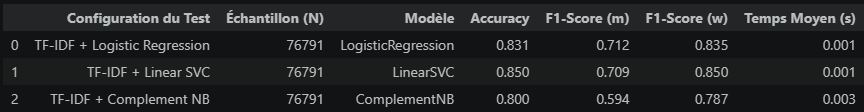 Configuration du Test Échantillon (N) Modèle Accuracy F1-Score (m) F1-Score (w) Temps Moyen (s)
0 TF-IDF + Logistic Regression 76791 LogisticRegression 0.831 0.712 0.835 0.001
1 TF-IDF + Linear SVC 76791 LinearSVC 0.850 0.709 0.850 0.001
2 TF-IDF + Complement NB 76791 ComplementNB 0.800 0.594 0.787 0.003